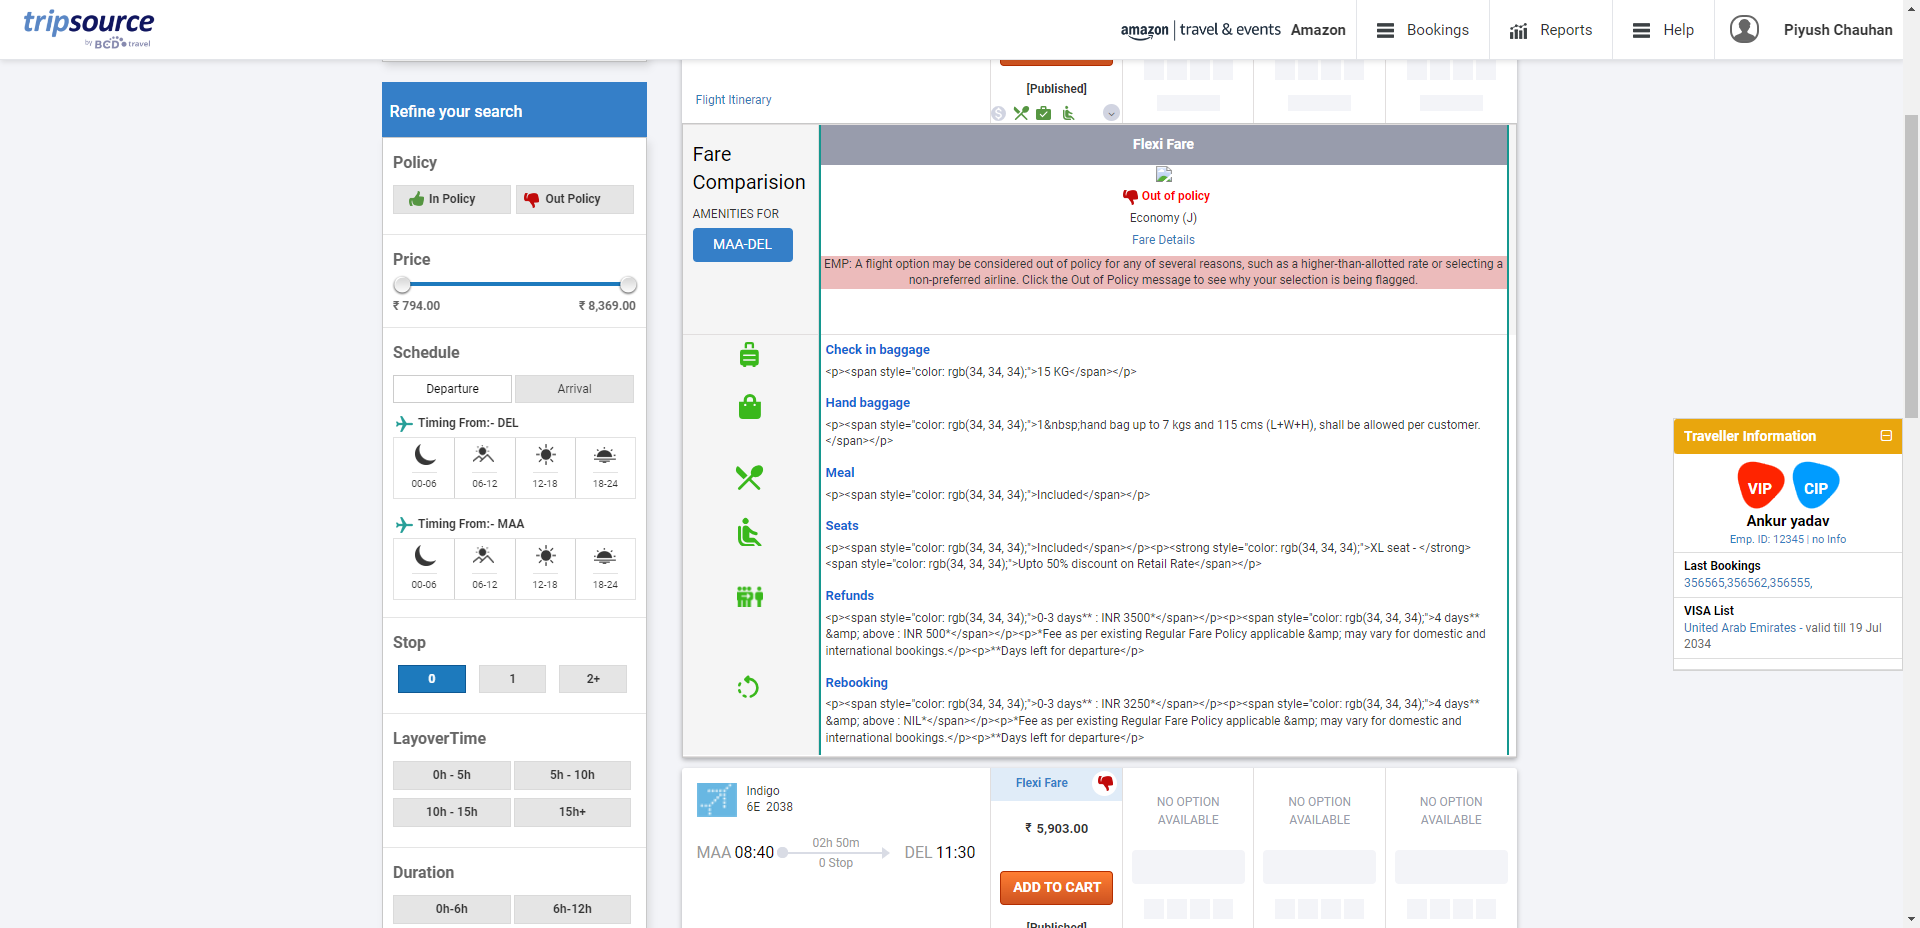 tripsource
by BCD travel
amazon travel & events Amazon
Bookings
Reports
Help
Piyush Chauhan
Refine your search
Policy
In Policy
Out Policy
Price
₹ 794.00
₹ 8,369.00
Schedule
Departure
Arrival
Timing From:- DEL
00-06
06-12
12-18
18-24
Timing From:- MAA
00-06
06-12
12-18
18-24
Stop
0
1
2+
LayoverTime
0h - 5h
5h - 10h
10h - 15h
15h+
Duration
0h-6h
6h-12h
Flight Itinerary
[Published]
Fare
Comparision
AMENITIES FOR
MAA-DEL
Flexi Fare
Out of policy
Economy (J)
Fare Details
EMP: A flight option may be considered out of policy for any of several reasons, such as a higher-than-allotted rate or selecting a
non-preferred airline. Click the Out of Policy message to see why your selection is being flagged.
Check in baggage
<p><span style="color: rgb(34, 34, 34);">15 KG</span></p>
Hand baggage
<p><span style="color: rgb(34, 34, 34);">1&nbsp;hand bag up to 7 kgs and 115 cms (L+W+H), shall be allowed per customer.
</span></p>
Meal
<p><span style="color: rgb(34, 34, 34);">Included</span></p>
Seats
<p><span style="color: rgb(34, 34, 34);">Included</span></p><p><strong style="color: rgb(34, 34, 34);">XL seat - </strong>
<span style="color: rgb(34, 34, 34);">Upto 50% discount on Retail Rate</span></p>
Refunds
<p><span style="color: rgb(34, 34, 34);">0-3 days** : INR 3500*</span></p><p><span style="color: rgb(34, 34, 34);">4 days**
&amp; above : INR 500*</span></p><p>*Fee as per existing Regular Fare Policy applicable &amp; may vary for domestic and
international bookings.</p><p>**Days left for departure</p>
Rebooking
<p><span style="color: rgb(34, 34, 34);">0-3 days** : INR 3250*</span></p><p><span style="color: rgb(34, 34, 34);">4 days**
&amp; above : NIL*</span></p><p>*Fee as per existing Regular Fare Policy applicable &amp; may vary for domestic and
international bookings.</p><p>**Days left for departure</p>
Indigo
6E 2038
MAA 08:40
02h 50m
0 Stop
DEL 11:30
Flexi Fare
₹ 5,903.00
ADD TO CART
[Published]
NO OPTION
AVAILABLE
NO OPTION
AVAILABLE
NO OPTION
AVAILABLE
Traveller Information
VIP
CIP
Ankur yadav
Emp. ID: 12345 | no Info
Last Bookings
356565,356562,356555,
VISA List
United Arab Emirates - valid till 19 Jul
2034